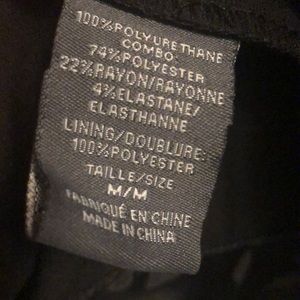 100%POLYURETHANE
COMBO:
74%POLYESTER
22%RAYON/RAYONNE
4%ELASTANE/
ELASTHANNE
LINING/DOUBLURE:
100%POLYESTER
TAILLE/SIZE
M/M
FABRIQUÉ EN CHINE
MADE IN CHINA